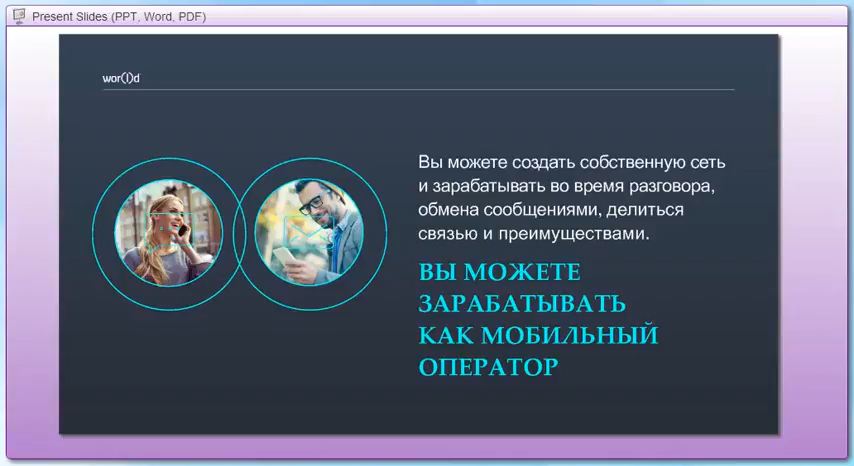 Present Slides (PPT, Word, PDF)
wor(l)d
Вы можете создать собственную сеть
и зарабатывать во время разговора,
обмена сообщениями, делиться
связью и преимуществами.
ВЫ МОЖЕТЕ
ЗАРАБАТЫВАТЬ
КАК МОБИЛЬНЫЙ
ОПЕРАТОР